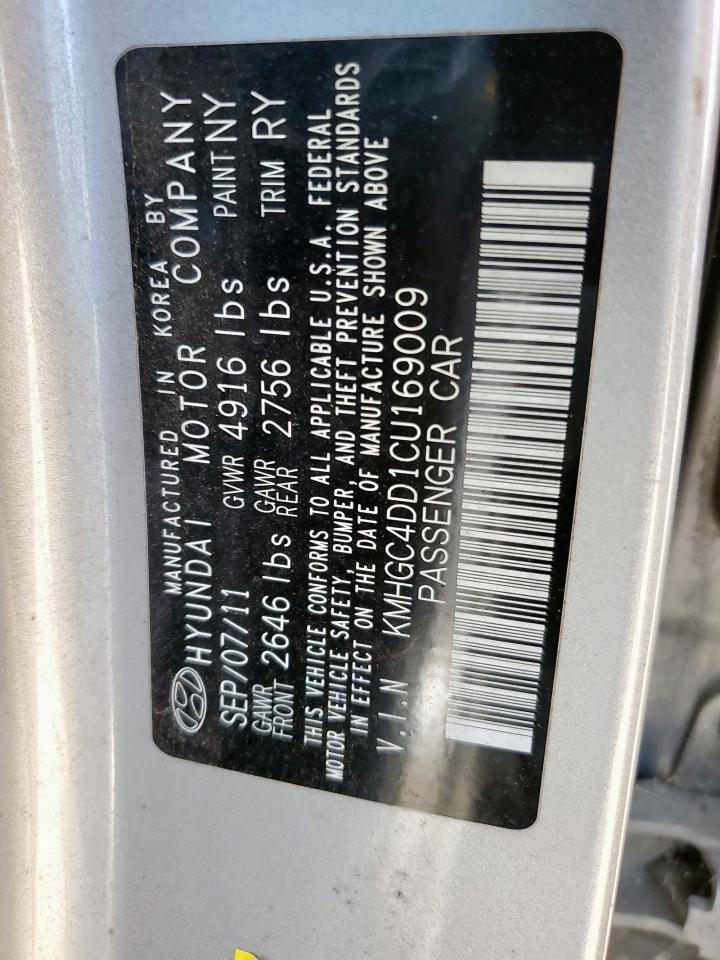 MANUFACTURED IN KOREA BY
HYUNDAI MOTOR COMPANY
SEP/07/11 GVWR 4916 lbs PAINT NY
GAWR FRONT 2646 lbs GAWR REAR 2756 lbs TRIM RY
THIS VEHICLE CONFORMS TO ALL APPLICABLE U.S.A. FEDERAL
MOTOR VEHICLE SAFETY, BUMPER, AND THEFT PREVENTION STANDARDS
IN EFFECT ON THE DATE OF MANUFACTURE SHOWN ABOVE
V.I.N KMHGC4DD1CU169009
PASSENGER CAR